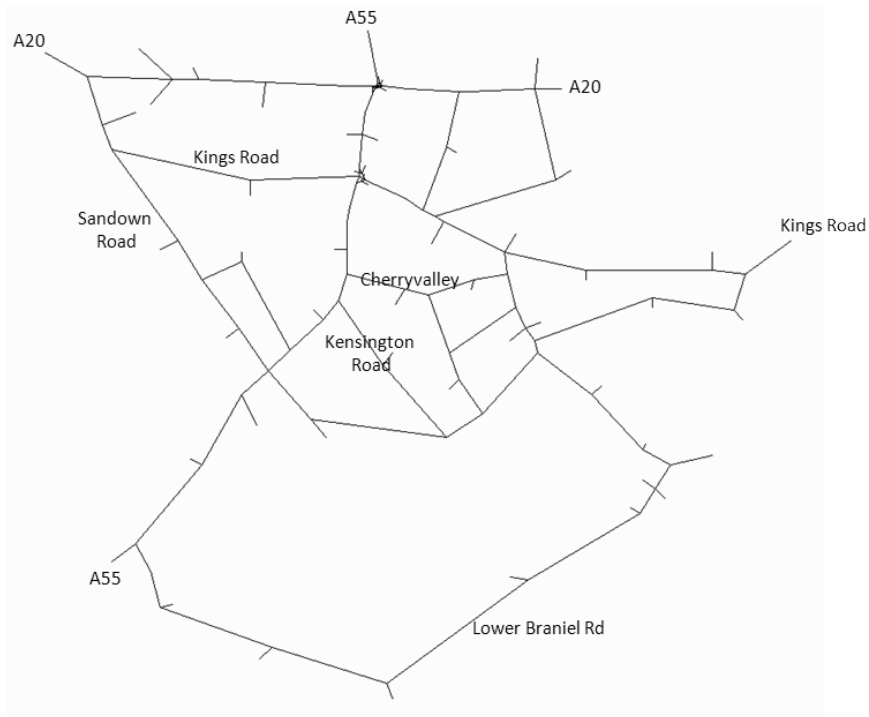 A55
A20
A20
Kings Road
Sandown
Road
Kings Road
Cherryvalley
Kensington
Road
A55
Lower Braniel Rd